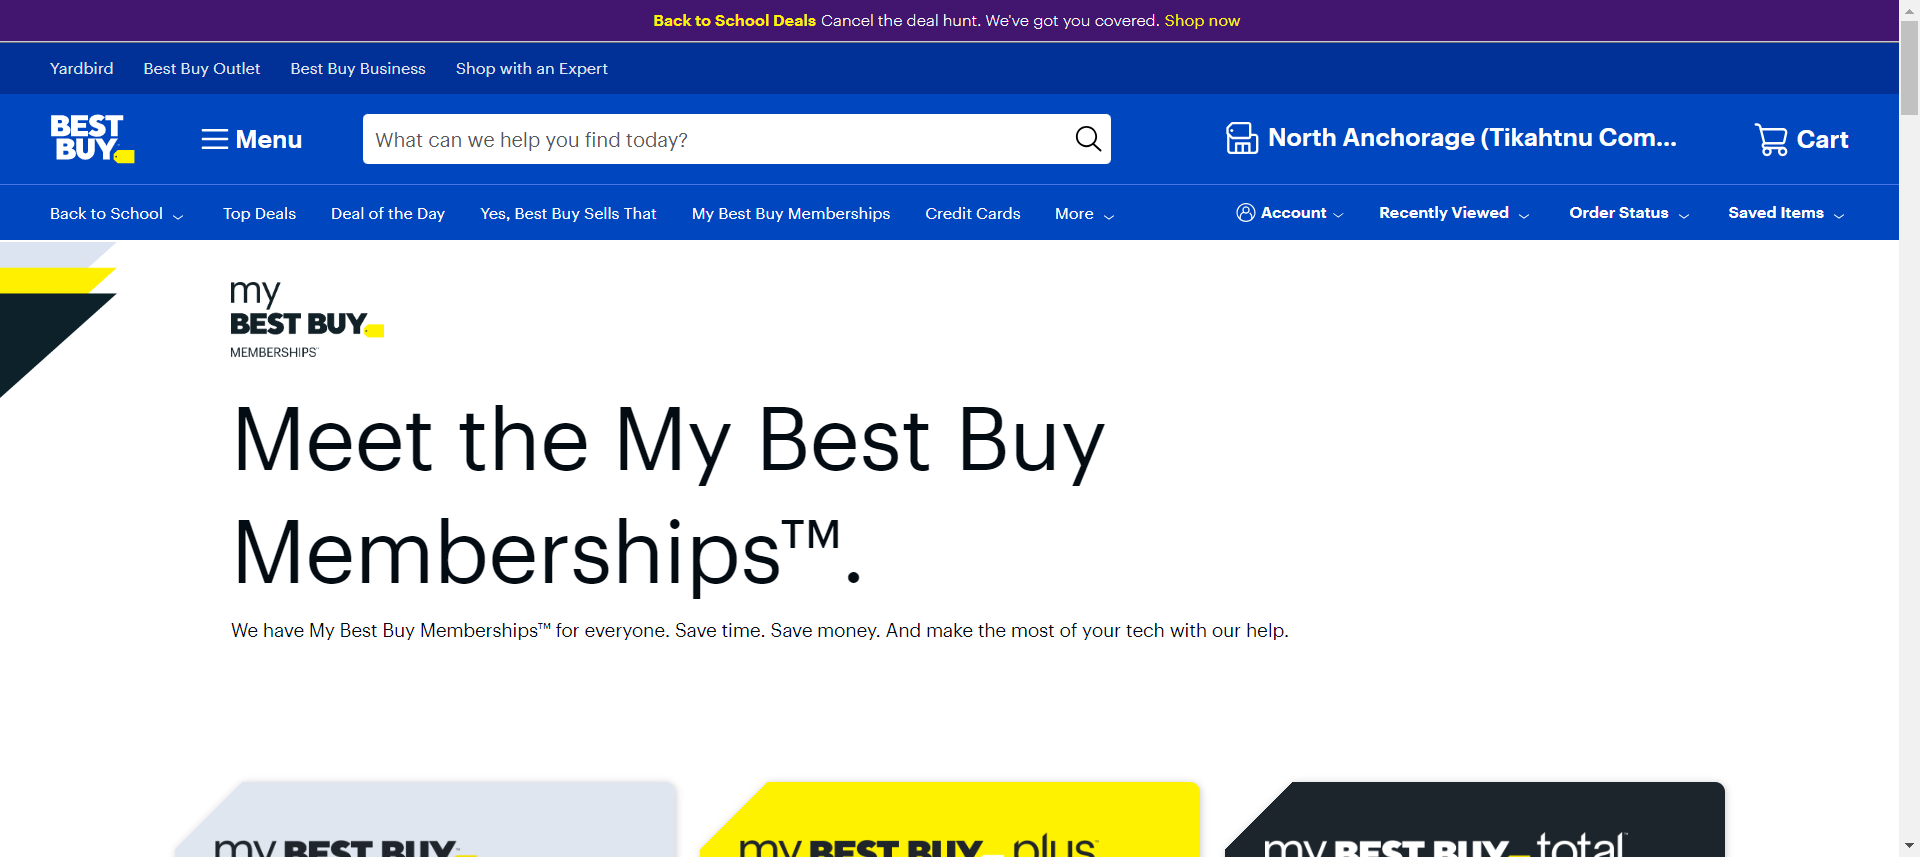 Back to School Deals Cancel the deal hunt. We've got you covered. Shop now
Yardbird Best Buy Outlet Best Buy Business Shop with an Expert
BEST
BUY
Menu
What can we help you find today?
North Anchorage (Tikahtnu Com...
Cart
Back to School Top Deals Deal of the Day Yes, Best Buy Sells That My Best Buy Memberships Credit Cards More Account Recently Viewed Order Status Saved Items
my
BEST BUY
MEMBERSHIPS™
Meet the My Best Buy
Memberships™.
We have My Best Buy Memberships™ for everyone. Save time. Save money. And make the most of your tech with our help.
my BEST BUY™
my BEST BUY plus™
my BEST BUY total™